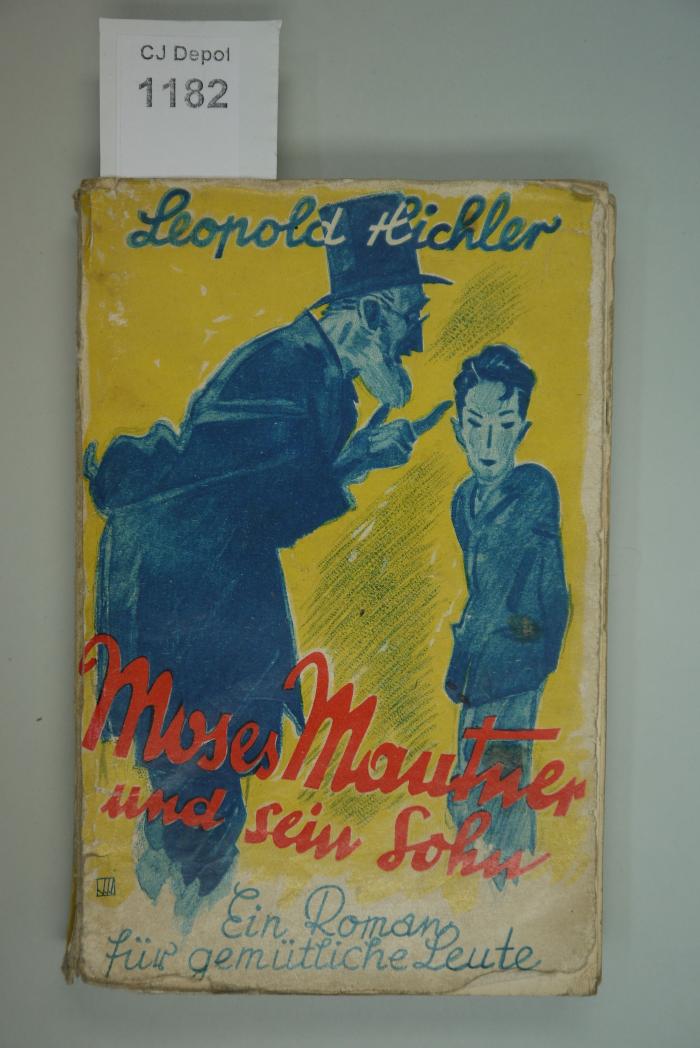 CJ Depot
1182
Leopold Hichler
Moses Mautner
und sein Sohn
Ein Roman
für gemütliche Leute